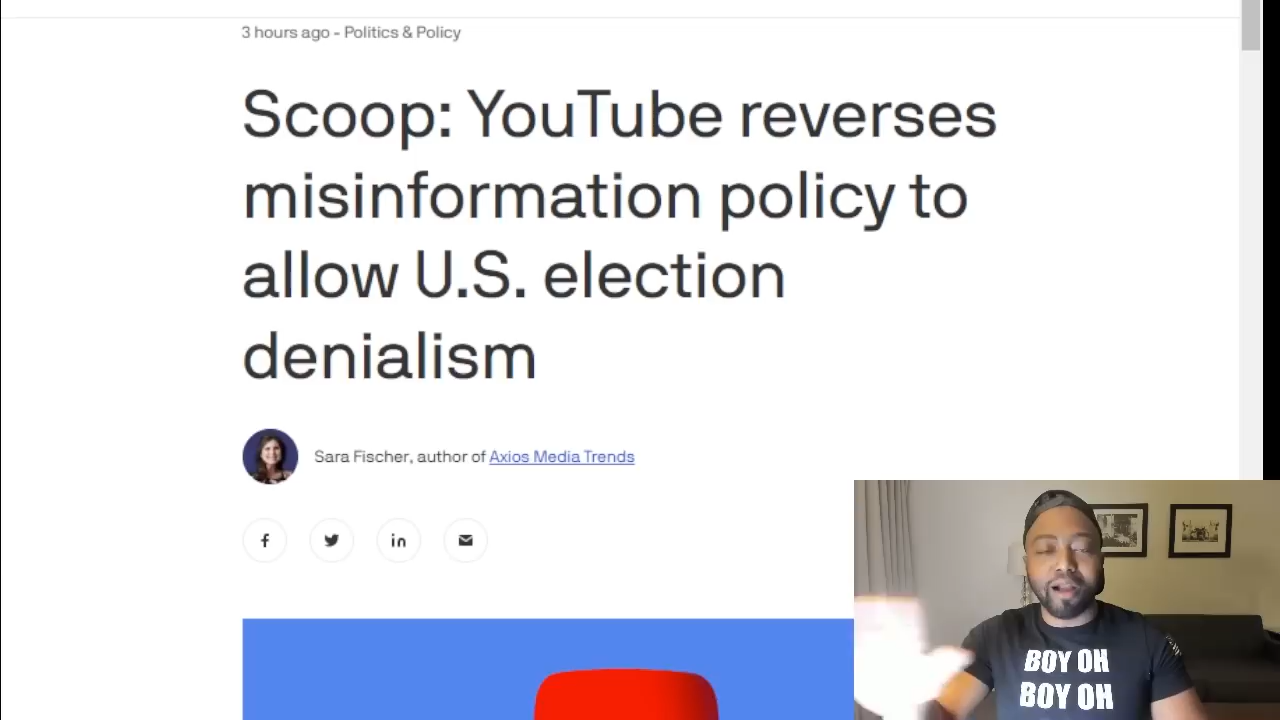 3 hours ago - Politics & Policy
Scoop: YouTube reverses
misinformation policy to
allow U.S. election
denialism
Sara Fischer, author of Axios Media Trends
BOY OH
BOY OH